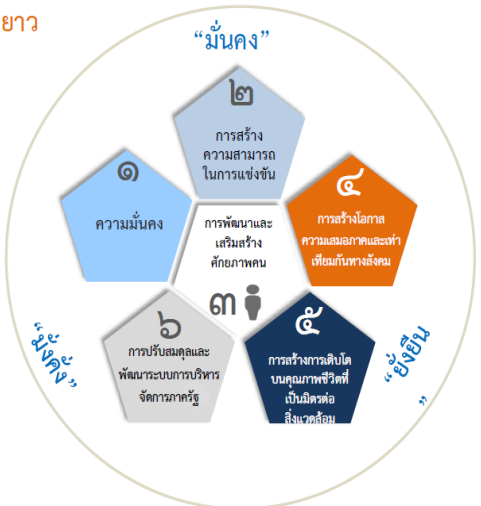 ยาว
“มั่นคง”
๒
การสร้าง
ความสามารถ
ในการแข่งขัน
๑
ความมั่นคง
๔
การสร้างโอกาส
ความเสมอภาคและเท่า
เทียมกันทางสังคม
การพัฒนาและ
เสริมสร้าง
ศักยภาพคน
๓
๖
การปรับสมดุลและ
พัฒนาระบบการบริหาร
จัดการภาครัฐ
๕
การสร้างการเติบโต
บนคุณภาพชีวิตที่
เป็นมิตรต่อ
สิ่งแวดล้อม
“มั่งคั่ง”
“ยั่งยืน
”